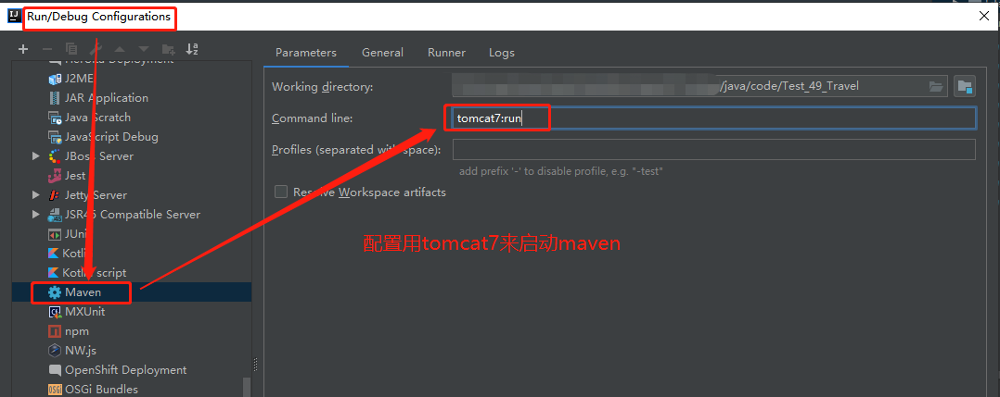 Run/Debug Configurations
Heroku Deployment
J2ME
JAR Application
Java Scratch
JavaScript Debug
JBoss Server
Jest
Jetty Server
JSR45 Compatible Server
JUnit
Kotlin
Kotlin script
Maven
MXUnit
npm
NW.js
OpenShift Deployment
OSGi Bundles
Parameters General Runner Logs
Working directory: /java/code/Test_49_Travel
Command line: tomcat7:run
Profiles (separated with space):
add prefix '-' to disable profile, e.g. "-test"
Resolve Workspace artifacts
配置用tomcat7来启动maven